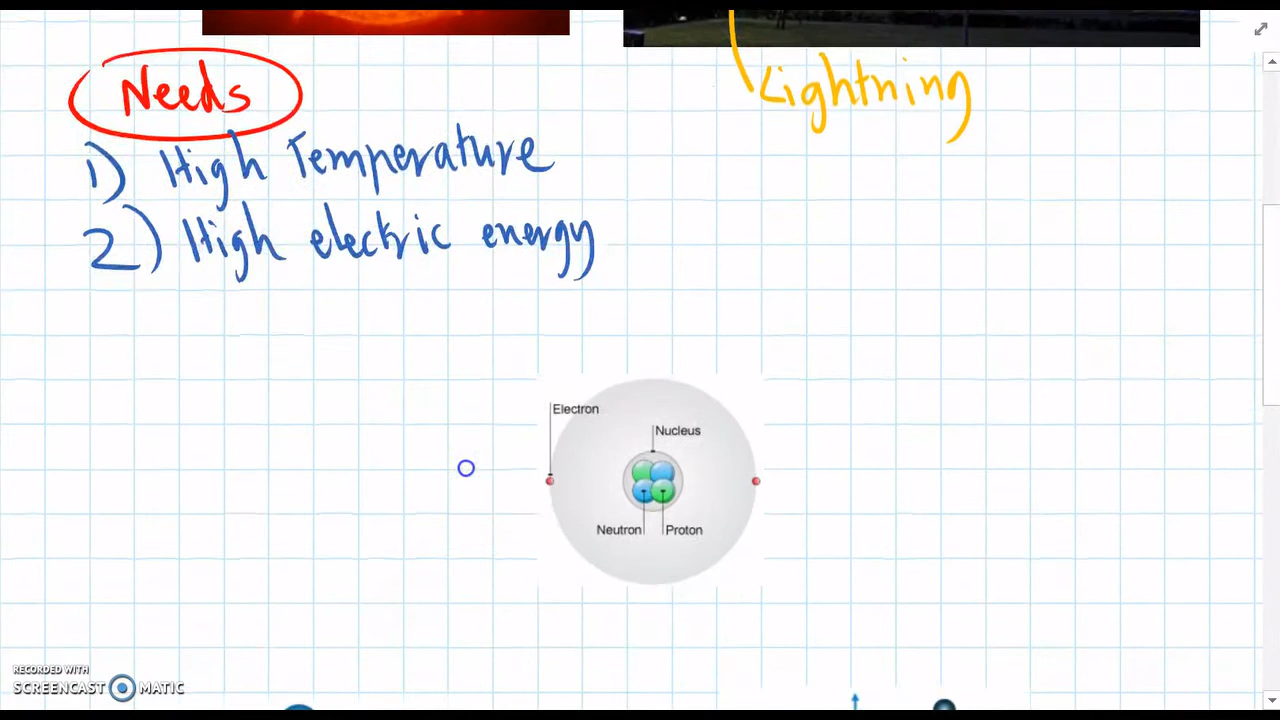 Needs
Lightning
1) High Temperature
2) High electric energy
Electron
Nucleus
Neutron
Proton
RECORDED WITH
SCREENCAST MATIC